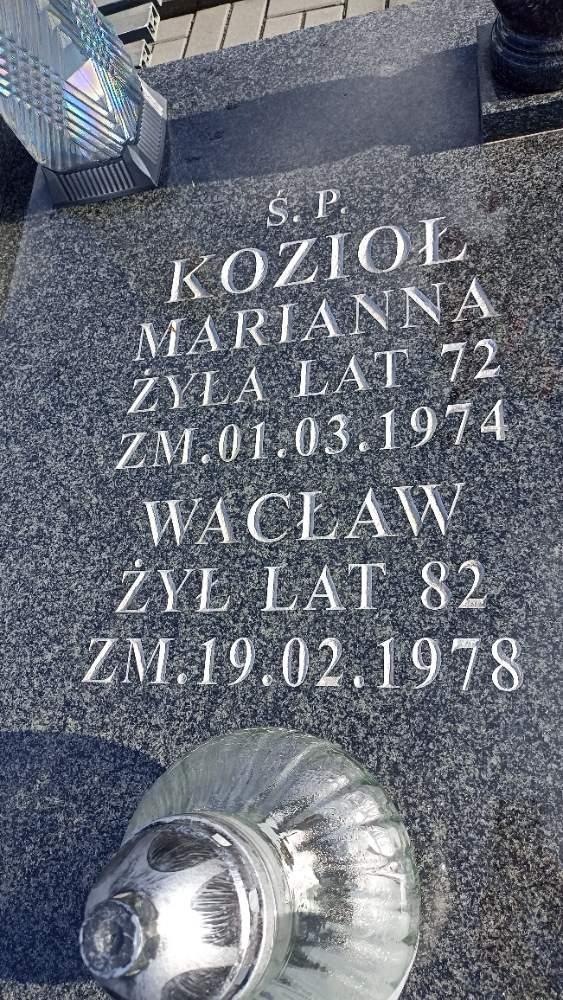 Ś. P.
KOZIOŁ
MARIANNA
ŻYŁA LAT 72
ZM.01.03.1974
WACŁAW
ŻYŁ LAT 82
ZM.19.02.1978